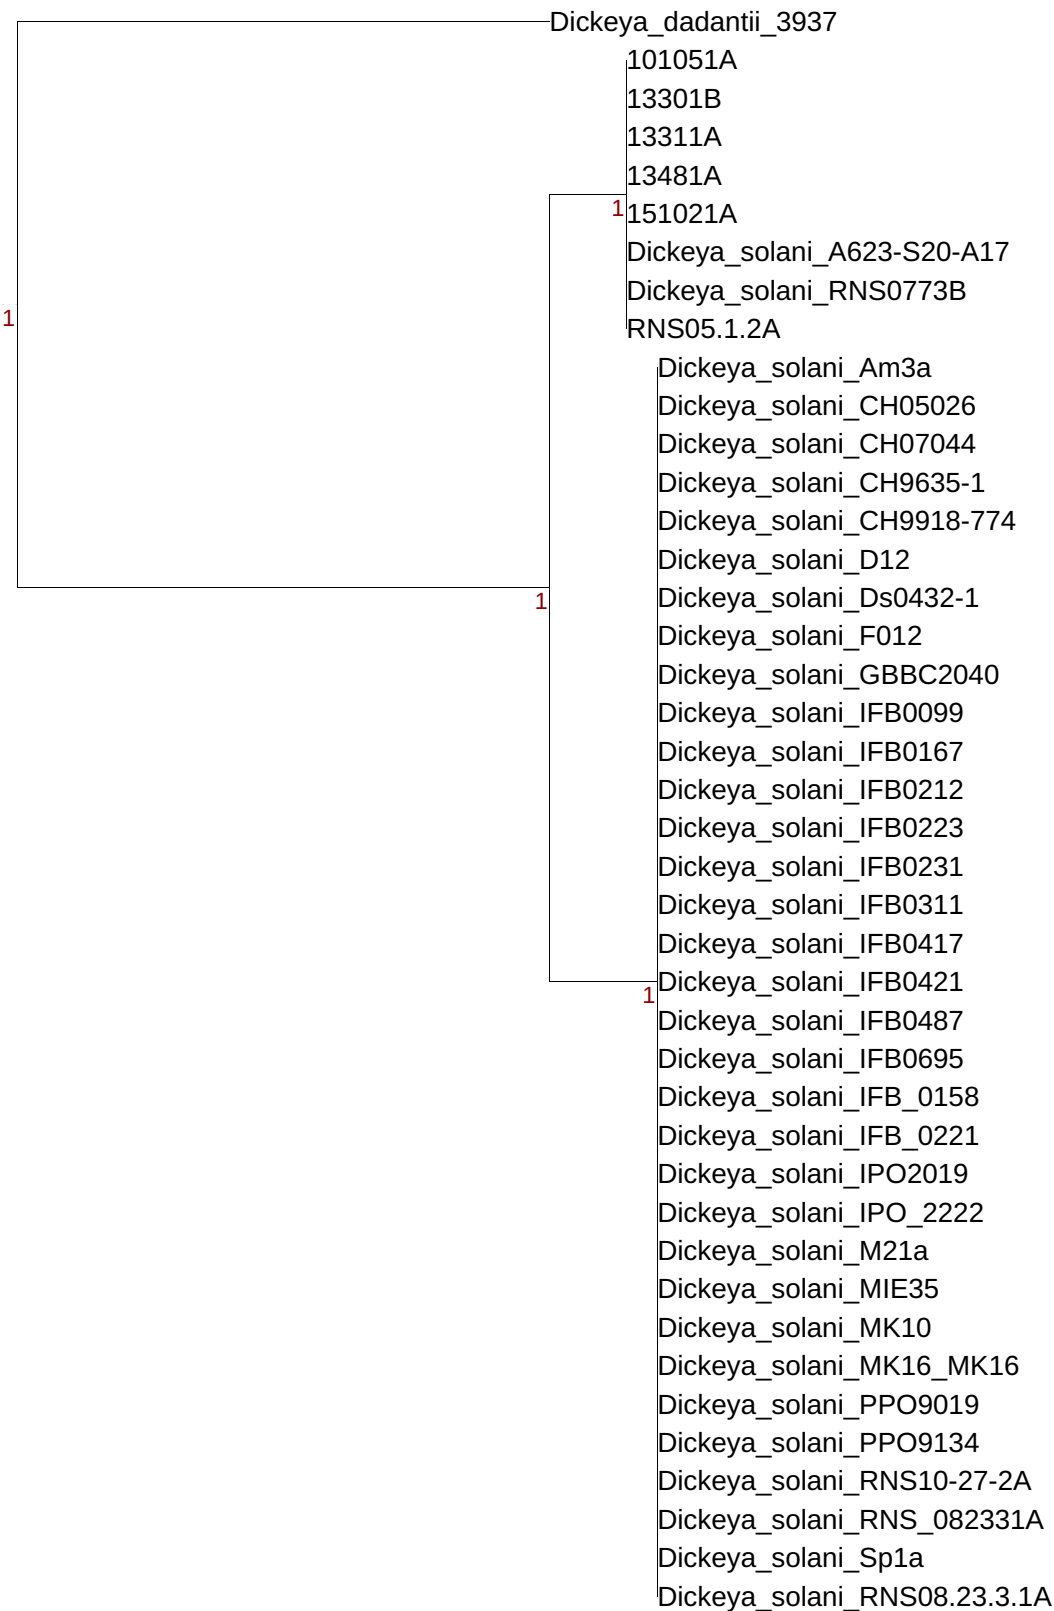 Dickeya_dadantii_3937
101051A
13301B
13311A
13481A
1
151021A
Dickeya_solani_A623-S20-A17
Dickeya_solani_RNS0773B
1
RNS05.1.2A
Dickeya_solani_Am3a
Dickeya_solani_CH05026
Dickeya_solani_CH07044
Dickeya_solani_CH9635-1
Dickeya_solani_CH9918-774
Dickeya_solani_D12
1
Dickeya_solani_Ds0432-1
Dickeya_solani_F012
Dickeya_solani_GBBC2040
Dickeya_solani_IFB0099
Dickeya_solani_IFB0167
Dickeya_solani_IFB0212
Dickeya_solani_IFB0223
Dickeya_solani_IFB0231
Dickeya_solani_IFB0311
Dickeya_solani_IFB0417
Dickeya_solani_IFB0421
1
Dickeya_solani_IFB0487
Dickeya_solani_IFB0695
Dickeya_solani_IFB_0158
Dickeya_solani_IFB_0221
Dickeya_solani_IPO2019
Dickeya_solani_IPO_2222
Dickeya_solani_M21a
Dickeya_solani_MIE35
Dickeya_solani_MK10
Dickeya_solani_MK16_MK16
Dickeya_solani_PPO9019
Dickeya_solani_PPO9134
Dickeya_solani_RNS10-27-2A
Dickeya_solani_RNS_082331A
Dickeya_solani_Sp1a
Dickeya_solani_RNS08.23.3.1A